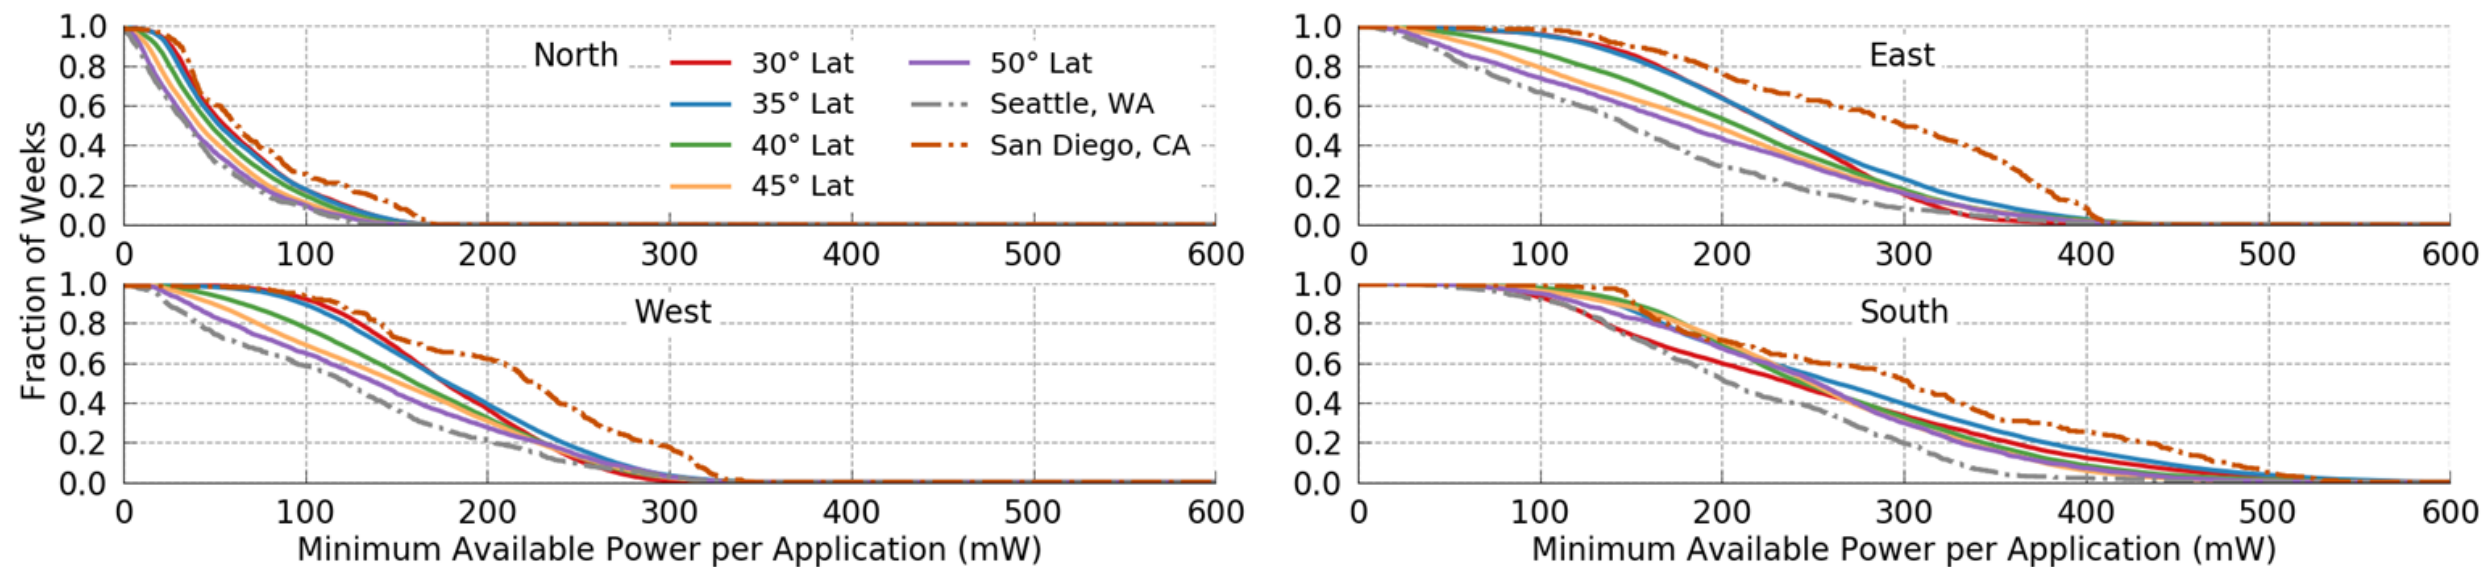 Fraction of Weeks
1.0
0.8
0.6
0.4
0.2
0.0
0 100 200 300 400 500 600
North
30° Lat
35° Lat
40° Lat
45° Lat
50° Lat
Seattle, WA
San Diego, CA
1.0
0.8
0.6
0.4
0.2
0.0
0 100 200 300 400 500 600
East
1.0
0.8
0.6
0.4
0.2
0.0
0 100 200 300 400 500 600
West
Minimum Available Power per Application (mW)
1.0
0.8
0.6
0.4
0.2
0.0
0 100 200 300 400 500 600
South
Minimum Available Power per Application (mW)